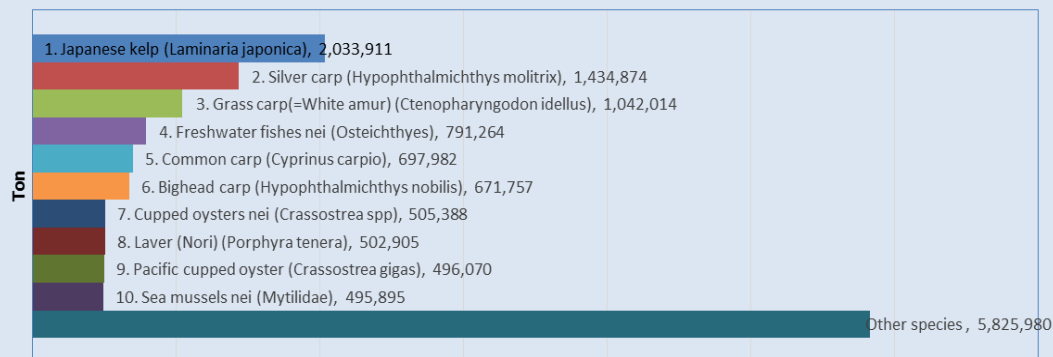 1. Japanese kelp (Laminaria japonica), 2,033,911
2. Silver carp (Hypophthalmichthys molitrix), 1,434,874
3. Grass carp(=White amur) (Ctenopharyngodon idellus), 1,042,014
4. Freshwater fishes nei (Osteichthyes), 791,264
5. Common carp (Cyprinus carpio), 697,982
6. Bighead carp (Hypophthalmichthys nobilis), 671,757
7. Cupped oysters nei (Crassostrea spp), 505,388
8. Laver (Nori) (Porphyra tenera), 502,905
9. Pacific cupped oyster (Crassostrea gigas), 496,070
10. Sea mussels nei (Mytilidae), 495,895
Other species , 5,825,980
Ton